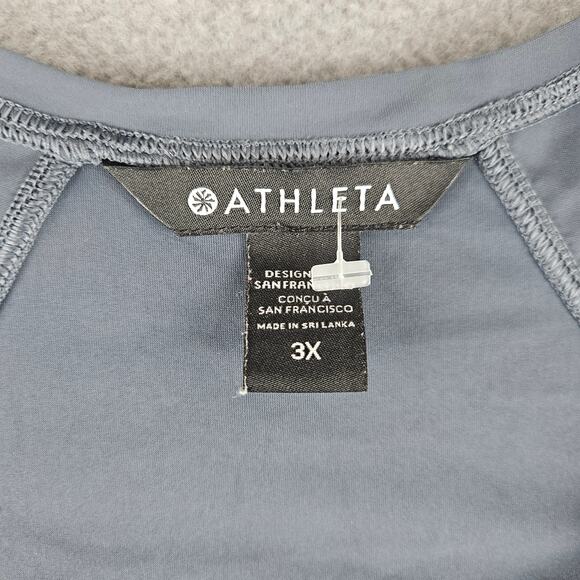 ATHLETA
DESIGN
SAN FRAN
CONÇU À
SAN FRANCISCO
MADE IN SRI LANKA
3X